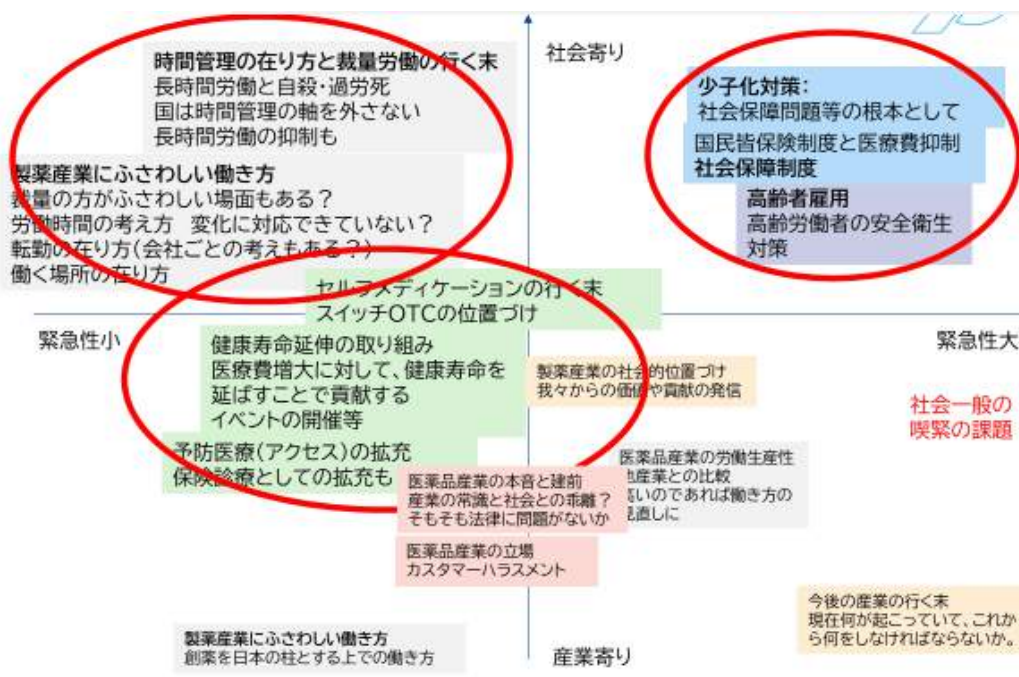 社会寄り
時間管理の在り方と裁量労働の行く末
長時間労働と自殺・過労死
国は時間管理の軸を外さない
長時間労働の抑制も
製薬産業にふさわしい働き方
裁量の方がふさわしい場面もある?
労働時間の考え方 変化に対応できていない?
転勤の在り方(会社ごとの考えもある?)
働く場所の在り方
少子化対策:
社会保障問題等の根本として
国民皆保険制度と医療費抑制
社会保障制度
高齢者雇用
高齢労働者の安全衛生
対策
セルフメディケーションの行く末
スイッチOTCの位置づけ
緊急性小
緊急性大
健康寿命延伸の取り組み
医療費増大に対して、健康寿命を
延ばすことで貢献する
イベントの開催等
製薬産業の社会的位置づけ
我々からの価値や貢献の発信
社会一般の
喫緊の課題
予防医療(アクセス)の拡充
保険診療としての拡充も
医薬品産業の労働生産性
他産業との比較
高いのであれば働き方の
見直しに
医薬品産業の本音と建前
産業の常識と社会との乖離?
そもそも法律に問題がないか
医薬品産業の立場
カスタマーハラスメント
今後の産業の行く末
現在何が起こっていて、これか
ら何をしなければならないか。
製薬産業にふさわしい働き方
創薬を日本の柱とする上での働き方
産業寄り